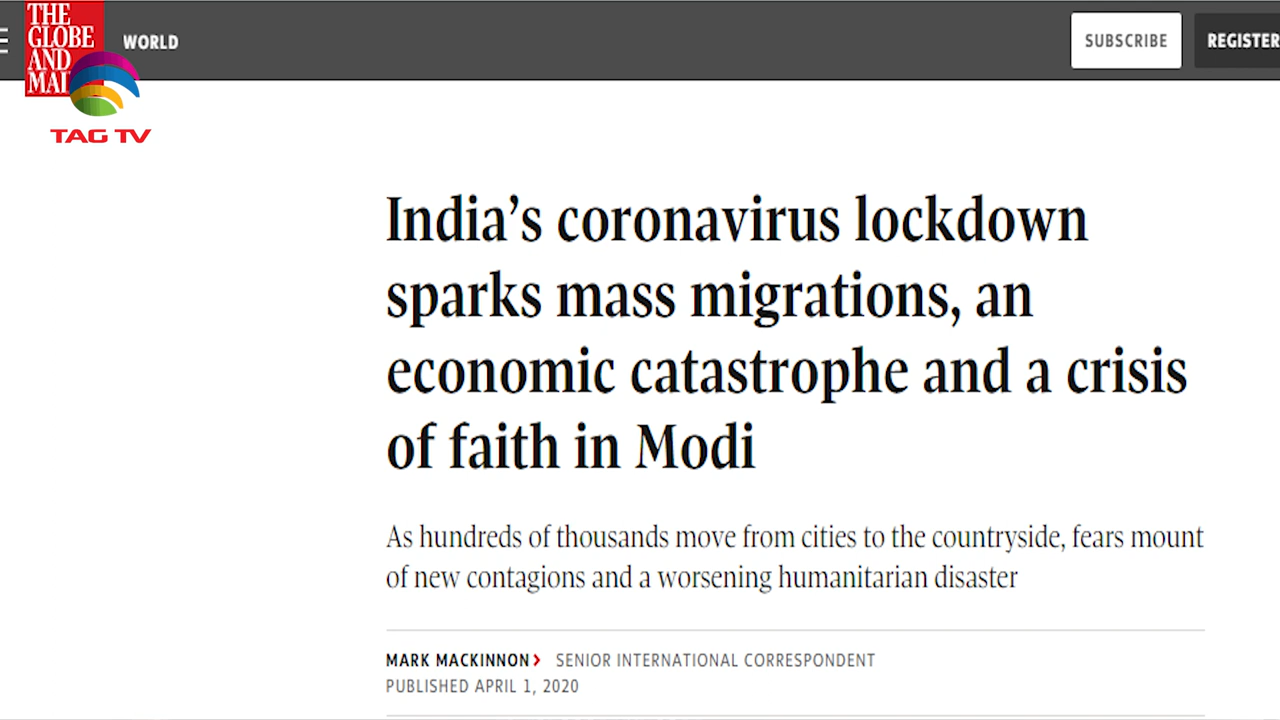 THE
GLOBE
AND
MAI
WORLD
SUBSCRIBE
REGISTER
TAG TV
India’s coronavirus lockdown
sparks mass migrations, an
economic catastrophe and a crisis
of faith in Modi
As hundreds of thousands move from cities to the countryside, fears mount
of new contagions and a worsening humanitarian disaster
MARK MACKINNON> SENIOR INTERNATIONAL CORRESPONDENT
PUBLISHED APRIL 1, 2020